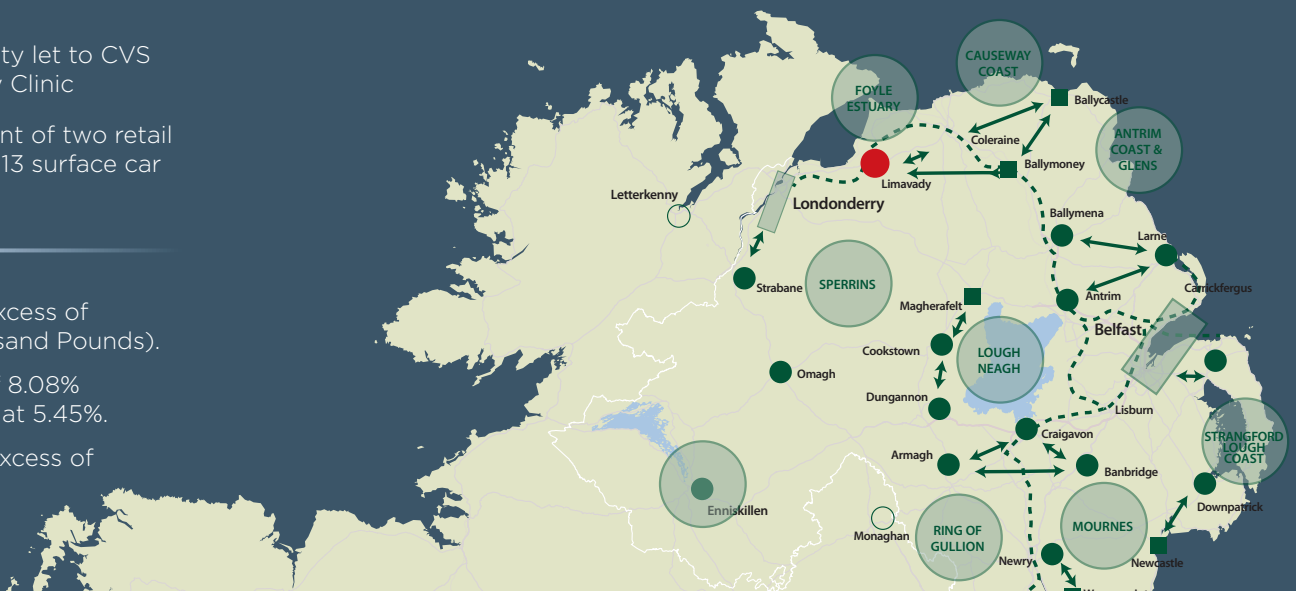 ty let to CVS
Clinic
nt of two retail
13 surface car
xcess of
sand Pounds).
8.08%
at 5.45%.
xcess of
CAUSEWAY
COAST
FOYLE
ESTUARY
Ballycastle
ANTRIM
COAST &
GLENS
Coleraine
Ballymoney
Limavady
Letterkenny
Londonderry
Ballymena
Larne
Strabane
SPERRINS
Carrickfergus
Antrim
Magherafelt
Belfast
Cookstown
LOUGH
NEAGH
Omagh
Dungannon
Lisburn
Craigavon
STRANGFORD
LOUGH
COAST
Armagh
Banbridge
Enniskillen
Downpatrick
RING OF
GULLION
MOURNES
Monaghan
Newry
Newcastle